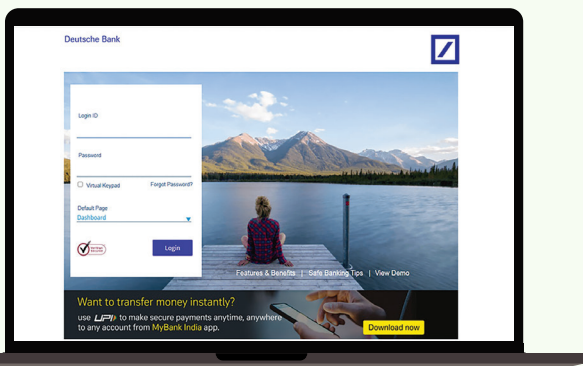 Deutsche Bank
Login ID
Password
Virtual Keypad
Forgot Password?
Default Page
Dashboard
Login
Features & Benefits | Safe Banking Tips | View Demo
Want to transfer money instantly?
use UPI to make secure payments anytime, anywhere
to any account from MyBank India app.
Download now